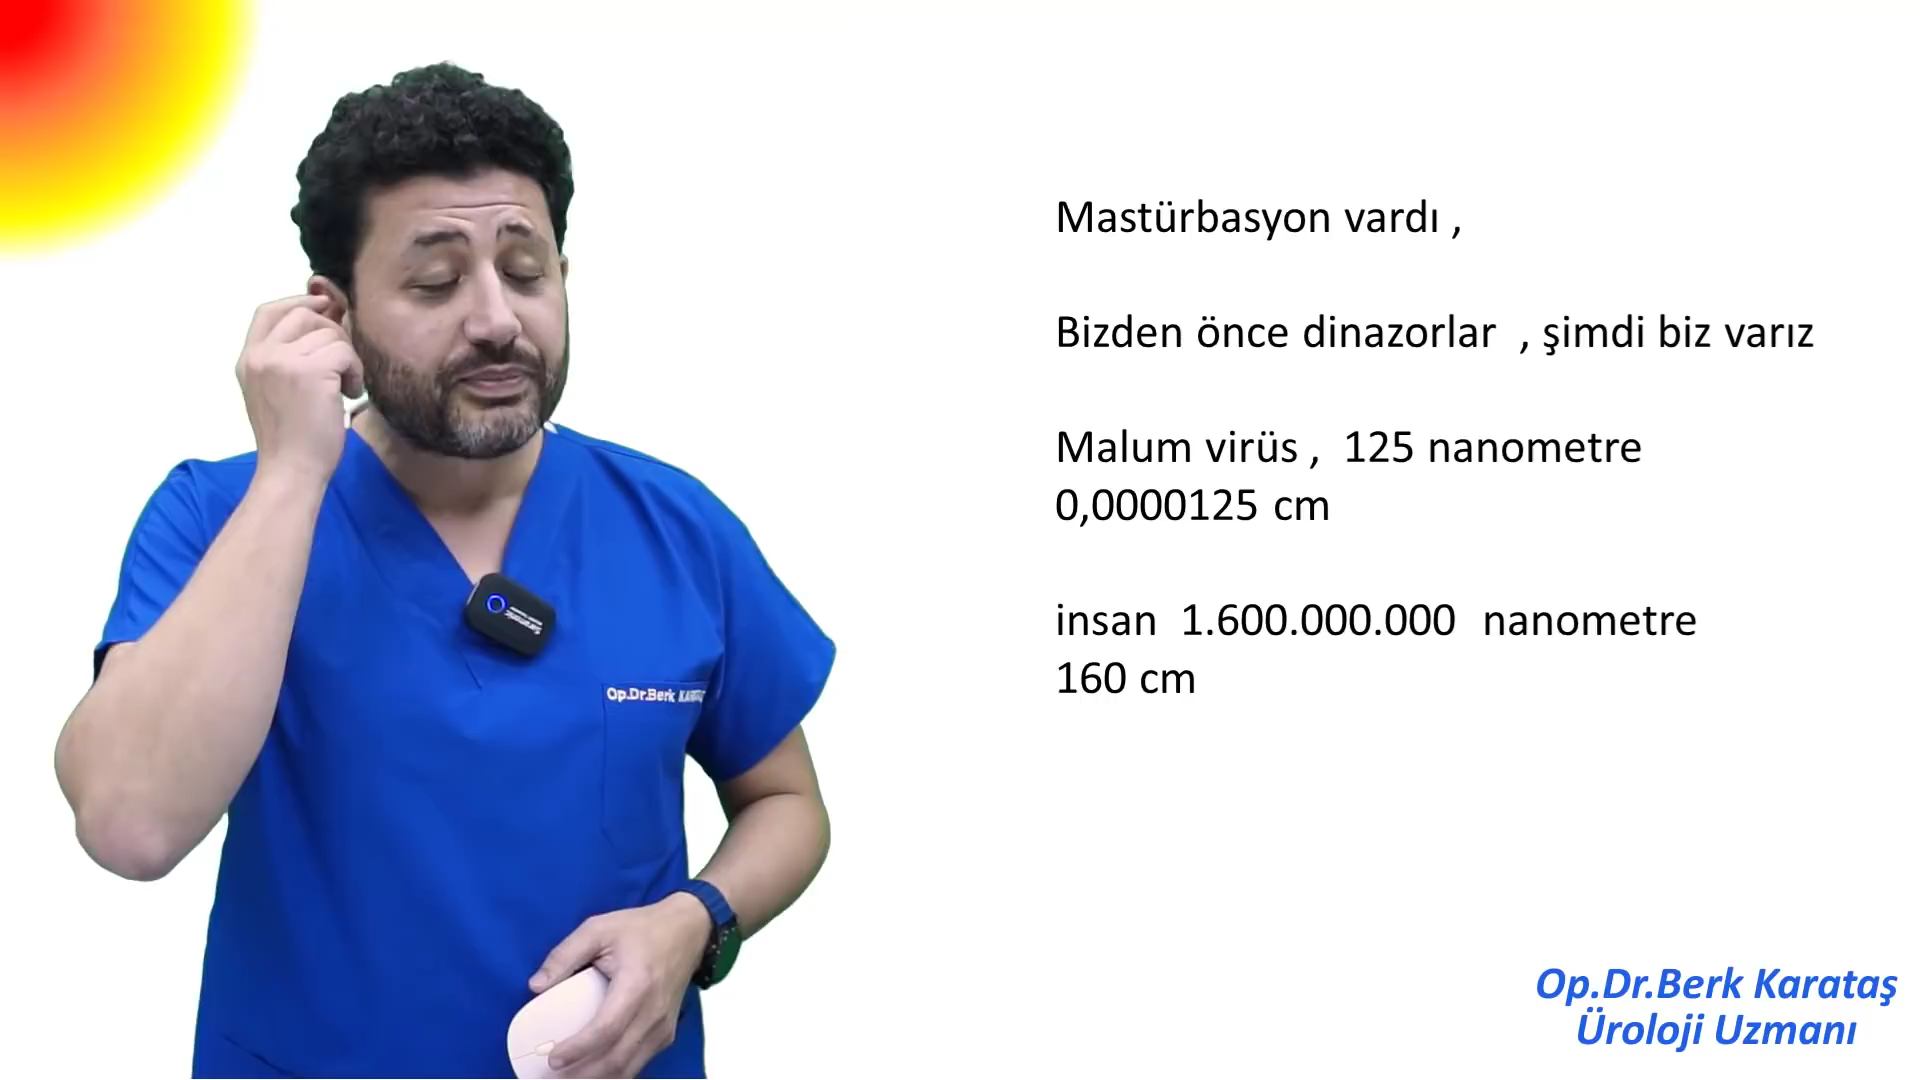 Mastürbasyon vardı ,
Bizden önce dinazorlar , şimdi biz varız
Malum virüs , 125 nanometre
0,0000125 cm
insan 1.600.000.000 nanometre
160 cm
Op.Dr.Berk
Op.Dr.Berk Karataş
Üroloji Uzmanı